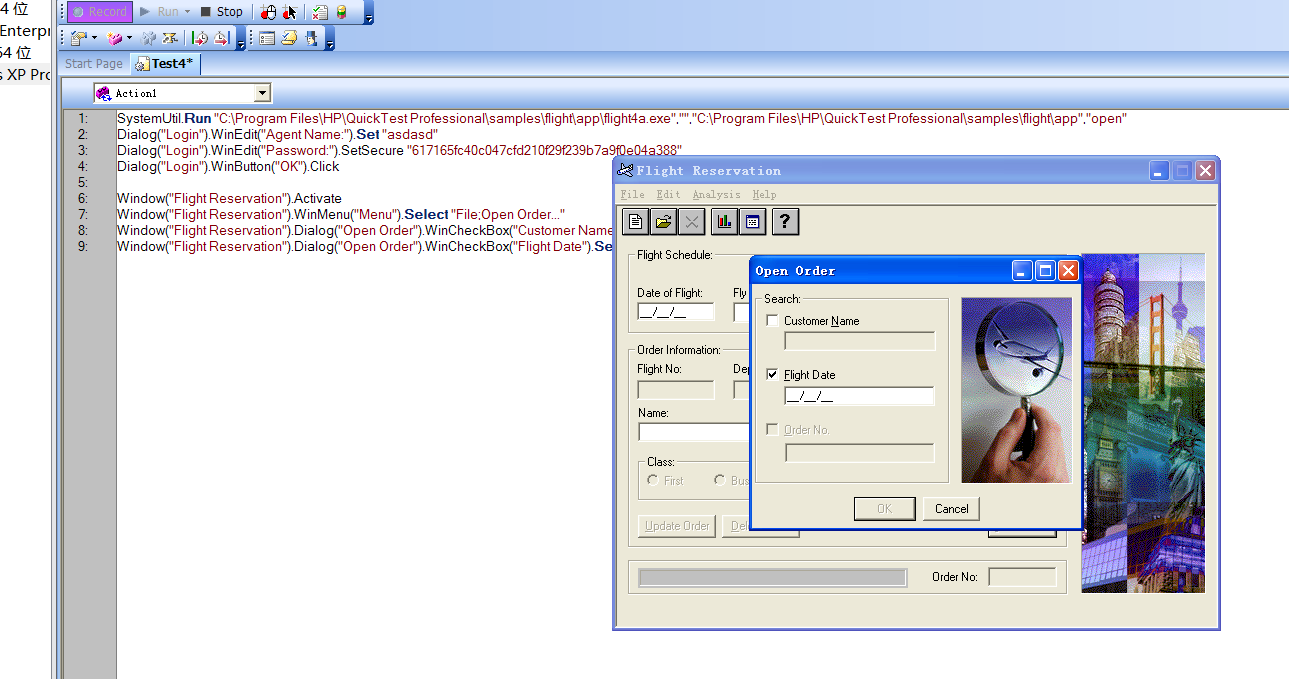 4 位
Enterpr
64 位
s XP Pro
Record Run Stop
Start Page Test4*
Action1
1: SystemUtil.Run "C:\Program Files\HP\QuickTest Professional\samples\flight\app\flight4a.exe","","C:\Program Files\HP\QuickTest Professional\samples\flight\app","open"
2: Dialog("Login").WinEdit("Agent Name:").Set "asdasd"
3: Dialog("Login").WinEdit("Password:").SetSecure "617165fc40c047cfd210f29f239b7a9f0e04a388"
4: Dialog("Login").WinButton("OK").Click
5:
6: Window("Flight Reservation").Activate
7: Window("Flight Reservation").WinMenu("Menu").Select "File;Open Order..."
8: Window("Flight Reservation").Dialog("Open Order").WinCheckBox("Customer Name
9: Window("Flight Reservation").Dialog("Open Order").WinCheckBox("Flight Date").Se
Flight Reservation
File Edit Analysis Help
?
Flight Schedule:
Date of Flight: Fly
__/__/__
Order Information:
Flight No: Dep
Name:
Class:
First Bus
Update Order Dele
Order No:
Open Order
Search:
Customer Name
Flight Date
__/__/__
Order No.
OK Cancel